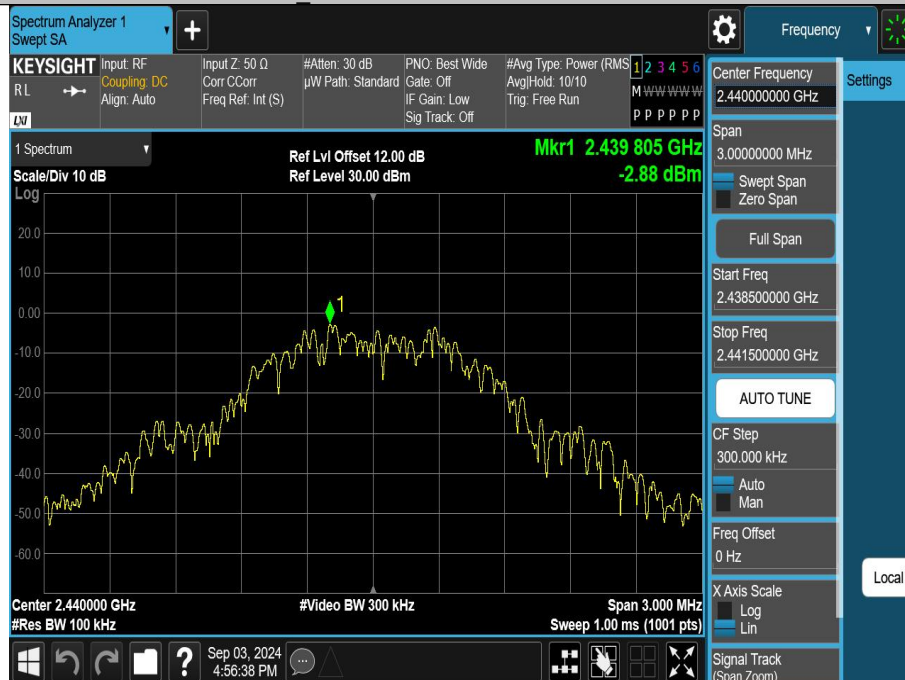 Spectrum Analyzer 1
Swept SA
+
Frequency
KEYSIGHT
RL
LXI
Input: RF
Coupling: DC
Align: Auto
Input Z: 50 Ω
Corr CCorr
Freq Ref: Int (S)
#Atten: 30 dB
µW Path: Standard
PNO: Best Wide
Gate: Off
IF Gain: Low
Sig Track: Off
#Avg Type: Power (RMS
Avg|Hold: 10/10
Trig: Free Run
1 2 3 4 5 6
M W W W W W
P P P P P P
1 Spectrum
Scale/Div 10 dB
Log
Ref Lvl Offset 12.00 dB
Ref Level 30.00 dBm
Mkr1 2.439 805 GHz
-2.88 dBm
20.0
10.0
0.00
-10.0
-20.0
-30.0
-40.0
-50.0
-60.0
1
Center 2.440000 GHz
#Res BW 100 kHz
#Video BW 300 kHz
Span 3.000 MHz
Sweep 1.00 ms (1001 pts)
Sep 03, 2024
4:56:38 PM
?
Center Frequency
2.440000000 GHz
Span
3.00000000 MHz
Swept Span
Zero Span
Full Span
Start Freq
2.438500000 GHz
Stop Freq
2.441500000 GHz
AUTO TUNE
CF Step
300.000 kHz
Auto
Man
Freq Offset
0 Hz
X Axis Scale
Log
Lin
Signal Track
(Span Zoom)
Settings
Local